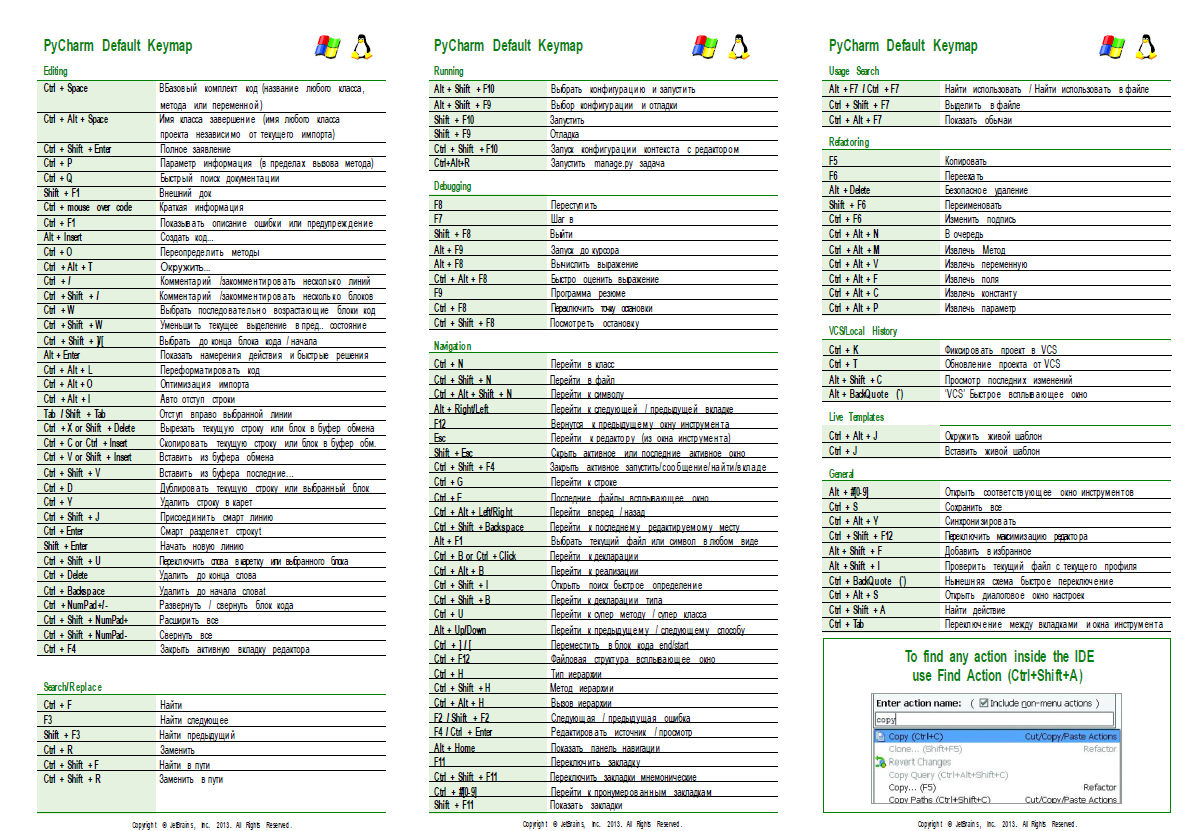 PyCharm Default Keymap
Editing
Ctrl + Space ВБазовый комплект код (название любого класса,
метода или переменной)
Ctrl + Alt + Space Имя класса завершение (имя любого класса
проекта независимо от текущего импорта)
Ctrl + Shift + Enter Полное заявление
Ctrl + P Параметр информация (в пределах вызова метода)
Ctrl + Q Быстрый поиск документации
Shift + F1 Внешний док
Ctrl + mouse over code Краткая информация
Ctrl + F1 Показывать описание ошибки или предупреждение
Alt + Insert Создать код...
Ctrl + O Переопределить методы
Ctrl + Alt + T Окружить...
Ctrl + / Комментарий /закомментировать несколько линий
Ctrl + Shift + / Комментарий /закомментировать несколько блоков
Ctrl + W Выбрать последовательно возрастающие блоки код
Ctrl + Shift + W Уменьшить текущее выделение в пред.. состояние
Ctrl + Shift + ]/[ Выбрать до конца блока кода / начала
Alt + Enter Показать намерения действия и быстрые решения
Ctrl + Alt + L Переформатировать код
Ctrl + Alt + O Оптимизация импорта
Ctrl + Alt + I Авто отступ строки
Tab / Shift + Tab Отступ вправо выбранной линии
Ctrl + X or Shift + Delete Вырезать текущую строку или блок в буфер обмена
Ctrl + C or Ctrl + Insert Скопировать текущую строку или блок в буфер обм.
Ctrl + V or Shift + Insert Вставить из буфера обмена
Ctrl + Shift + V Вставить из буфера последние...
Ctrl + D Дублировать текущую строку или выбранный блок
Ctrl + Y Удалить строку в карет
Ctrl + Shift + J Присоединить смарт линию
Ctrl + Enter Смарт разделяет строкуt
Shift + Enter Начать новую линию
Ctrl + Shift + U Переключить слова в каретку или выбранного блока
Ctrl + Delete Удалить до конца слова
Ctrl + Backspace Удалить до начала словаt
Ctrl + NumPad+/- Развернуть / свернуть блок кода
Ctrl + Shift + NumPad+ Расширить все
Ctrl + Shift + NumPad- Свернуть все
Ctrl + F4 Закрыть активную вкладку редактора
Search/Replace
Ctrl + F Найти
F3 Найти следующее
Shift + F3 Найти предыдущий
Ctrl + R Заменить
Ctrl + Shift + F Найти в пути
Ctrl + Shift + R Заменить в пути
Copyright © JetBrains, Inc. 2013. All Rights Reserved.
PyCharm Default Keymap
Running
Alt + Shift + F10 Выбрать конфигурацию и запустить
Alt + Shift + F9 Выбор конфигурации и отладки
Shift + F10 Запустить
Shift + F9 Отладка
Ctrl + Shift + F10 Запуск конфигурации контекста с редактором
Ctrl+Alt+R Запустить manage.py задача
Debugging
F8 Переступить
F7 Шаг в
Shift + F8 Выйти
Alt + F9 Запуск до курсора
Alt + F8 Вычислить выражение
Ctrl + Alt + F8 Быстро оценить выражение
F9 Программа резюме
Ctrl + F8 Переключить точку остановки
Ctrl + Shift + F8 Посмотреть остановку
Navigation
Ctrl + N Перейти в класс
Ctrl + Shift + N Перейти в файл
Ctrl + Alt + Shift + N Перейти к символу
Alt + Right/Left Перейти к следующей / предыдущей вкладке
F12 Вернутся к предыдущему окну инструмента
Esc Перейти к редактору (из окна инструмента)
Shift + Esc Скрыть активное или последние активное окно
Ctrl + Shift + F4 Закрыть активное запустить/сообщение/найти/вкладе
Ctrl + G Перейти к строке
Ctrl + E Последние файлы всплывающее окно
Ctrl + Alt + Left/Right Перейти вперед / назад
Ctrl + Shift + Backspace Перейти к последнему редактируемому месту
Alt + F1 Выбрать текущий файл или символ в любом виде
Ctrl + B or Ctrl + Click Перейти к декларации
Ctrl + Alt + B Перейти к реализации
Ctrl + Shift + I Открыть поиск быстрое определение
Ctrl + Shift + B Перейти к декларации типа
Ctrl + U Перейти к супер методу / супер класса
Alt + Up/Down Перейти к предыдущему / следующему способу
Ctrl + ] / [ Переместить в блок кода end/start
Ctrl + F12 Файловая структура всплывающее окно
Ctrl + H Тип иерархии
Ctrl + Shift + H Метод иерархии
Ctrl + Alt + H Вызов иерархии
F2 / Shift + F2 Следующая / предыдущая ошибка
F4 / Ctrl + Enter Редактировать источник / просмотр
Alt + Home Показать панель навигации
F11 Переключить закладку
Ctrl + Shift + F11 Переключить закладки мнемонические
Ctrl + #[0-9] Перейти к пронумерованным закладкам
Shift + F11 Показать закладки
Copyright © JetBrains, Inc. 2013. All Rights Reserved.
PyCharm Default Keymap
Usage Search
Alt + F7 / Ctrl + F7 Найти использовать / Найти использовать в файле
Ctrl + Shift + F7 Выделить в файле
Ctrl + Alt + F7 Показать обычаи
Refactoring
F5 Копировать
F6 Переехать
Alt + Delete Безопасное удаление
Shift + F6 Переименовать
Ctrl + F6 Изменить подпись
Ctrl + Alt + N В очередь
Ctrl + Alt + M Извлечь Метод
Ctrl + Alt + V Извлечь переменную
Ctrl + Alt + F Извлечь поля
Ctrl + Alt + C Извлечь константу
Ctrl + Alt + P Извлечь параметр
VCS/Local History
Ctrl + K Фиксировать проект в VCS
Ctrl + T Обновление проекта от VCS
Alt + Shift + C Просмотр последних изменений
Alt + BackQuote (`) 'VCS' Быстрое всплывающее окно
Live Templates
Ctrl + Alt + J Окружить живой шаблон
Ctrl + J Вставить живой шаблон
General
Alt + #[0-9] Открыть соответствующее окно инструментов
Ctrl + S Сохранить все
Ctrl + Alt + Y Синхронизировать
Ctrl + Shift + F12 Переключить максимизацию редактора
Alt + Shift + F Добавить в избранное
Alt + Shift + I Проверить текущий файл с текущего профиля
Ctrl + BackQuote (`) Нынешняя схема быстрое переключение
Ctrl + Alt + S Открыть диалоговое окно настроек
Ctrl + Shift + A Найти действие
Ctrl + Tab Переключение между вкладками и окна инструмента
To find any action inside the IDE
use Find Action (Ctrl+Shift+A)
Enter action name: ( Include non-menu actions )
copy
Copy (Ctrl+C) Cut/Copy/Paste Actions
Clone... (Shift+F5) Refactor
Revert Changes
Copy Query (Ctrl+Alt+Shift+C)
Copy... (F5) Refactor
Copy Paths (Ctrl+Shift+C) Cut/Copy/Paste Actions
Copyright © JetBrains, Inc. 2013. All Rights Reserved.